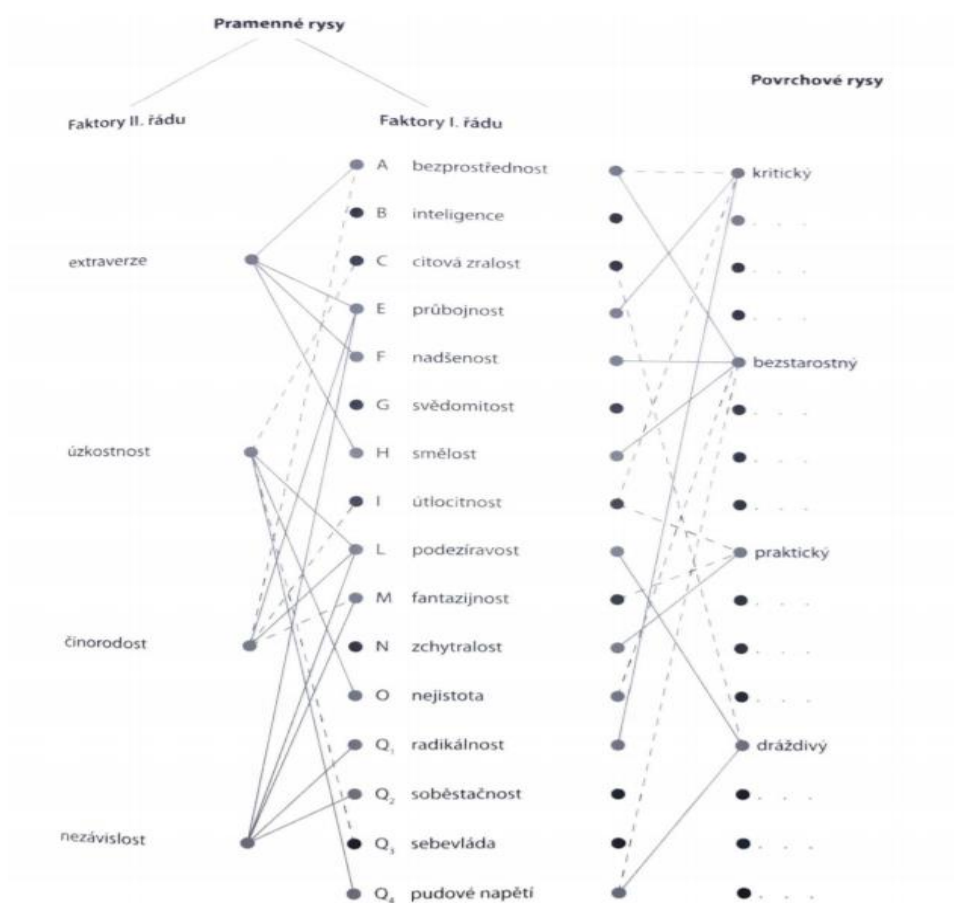 Pramenné rysy
Povrchové rysy
Faktory II. řádu
Faktory I. řádu
A bezprostřednost
kritický
B inteligence
. . .
extraverze
C citová zralost
. . .
E průbojnost
. . .
F nadšenost
bezstarostný
G svědomitost
. . .
úzkostnost
H smělost
. . .
I útlocitnost
. . .
L podezíravost
praktický
M fantazijnost
. . .
činorodost
N zchytralost
. . .
O nejistota
. . .
Q₁ radikálnost
dráždivý
Q₂ soběstačnost
. . .
nezávislost
Q₃ sebevláda
. . .
Q₄ pudové napětí
. . .